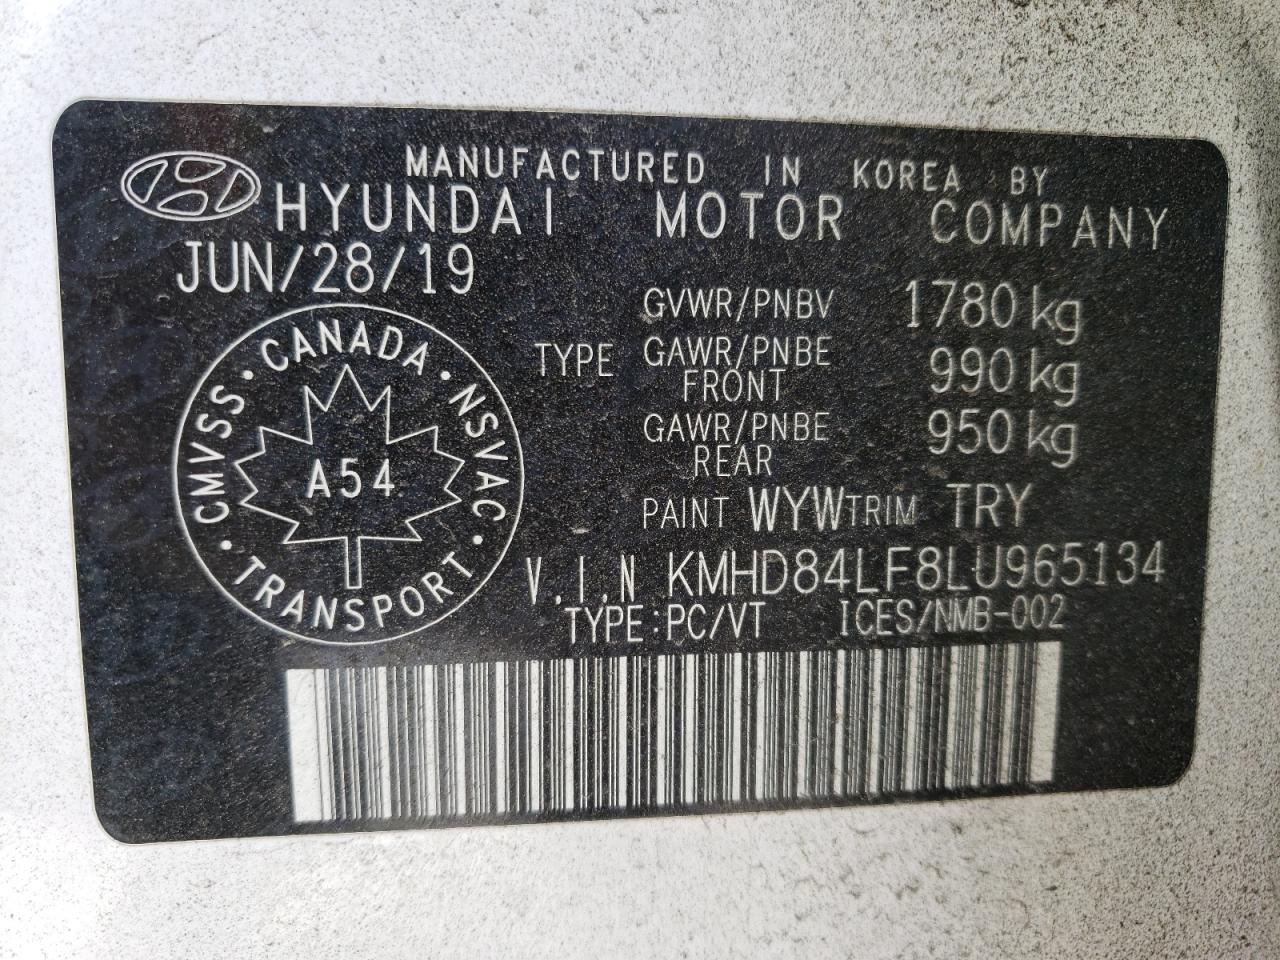 MANUFACTURED IN KOREA BY
HYUNDAI MOTOR COMPANY
JUN/28/19
GVWR/PNBV 1780 kg
TYPE GAWR/PNBE FRONT 990 kg
GAWR/PNBE REAR 950 kg
CMVSS · CANADA · NSVAC · TRANSPORT ·
A54
PAINT WYW TRIM TRY
V.I.N KMHD84LF8LU965134
TYPE:PC/VT ICES/NMB-002